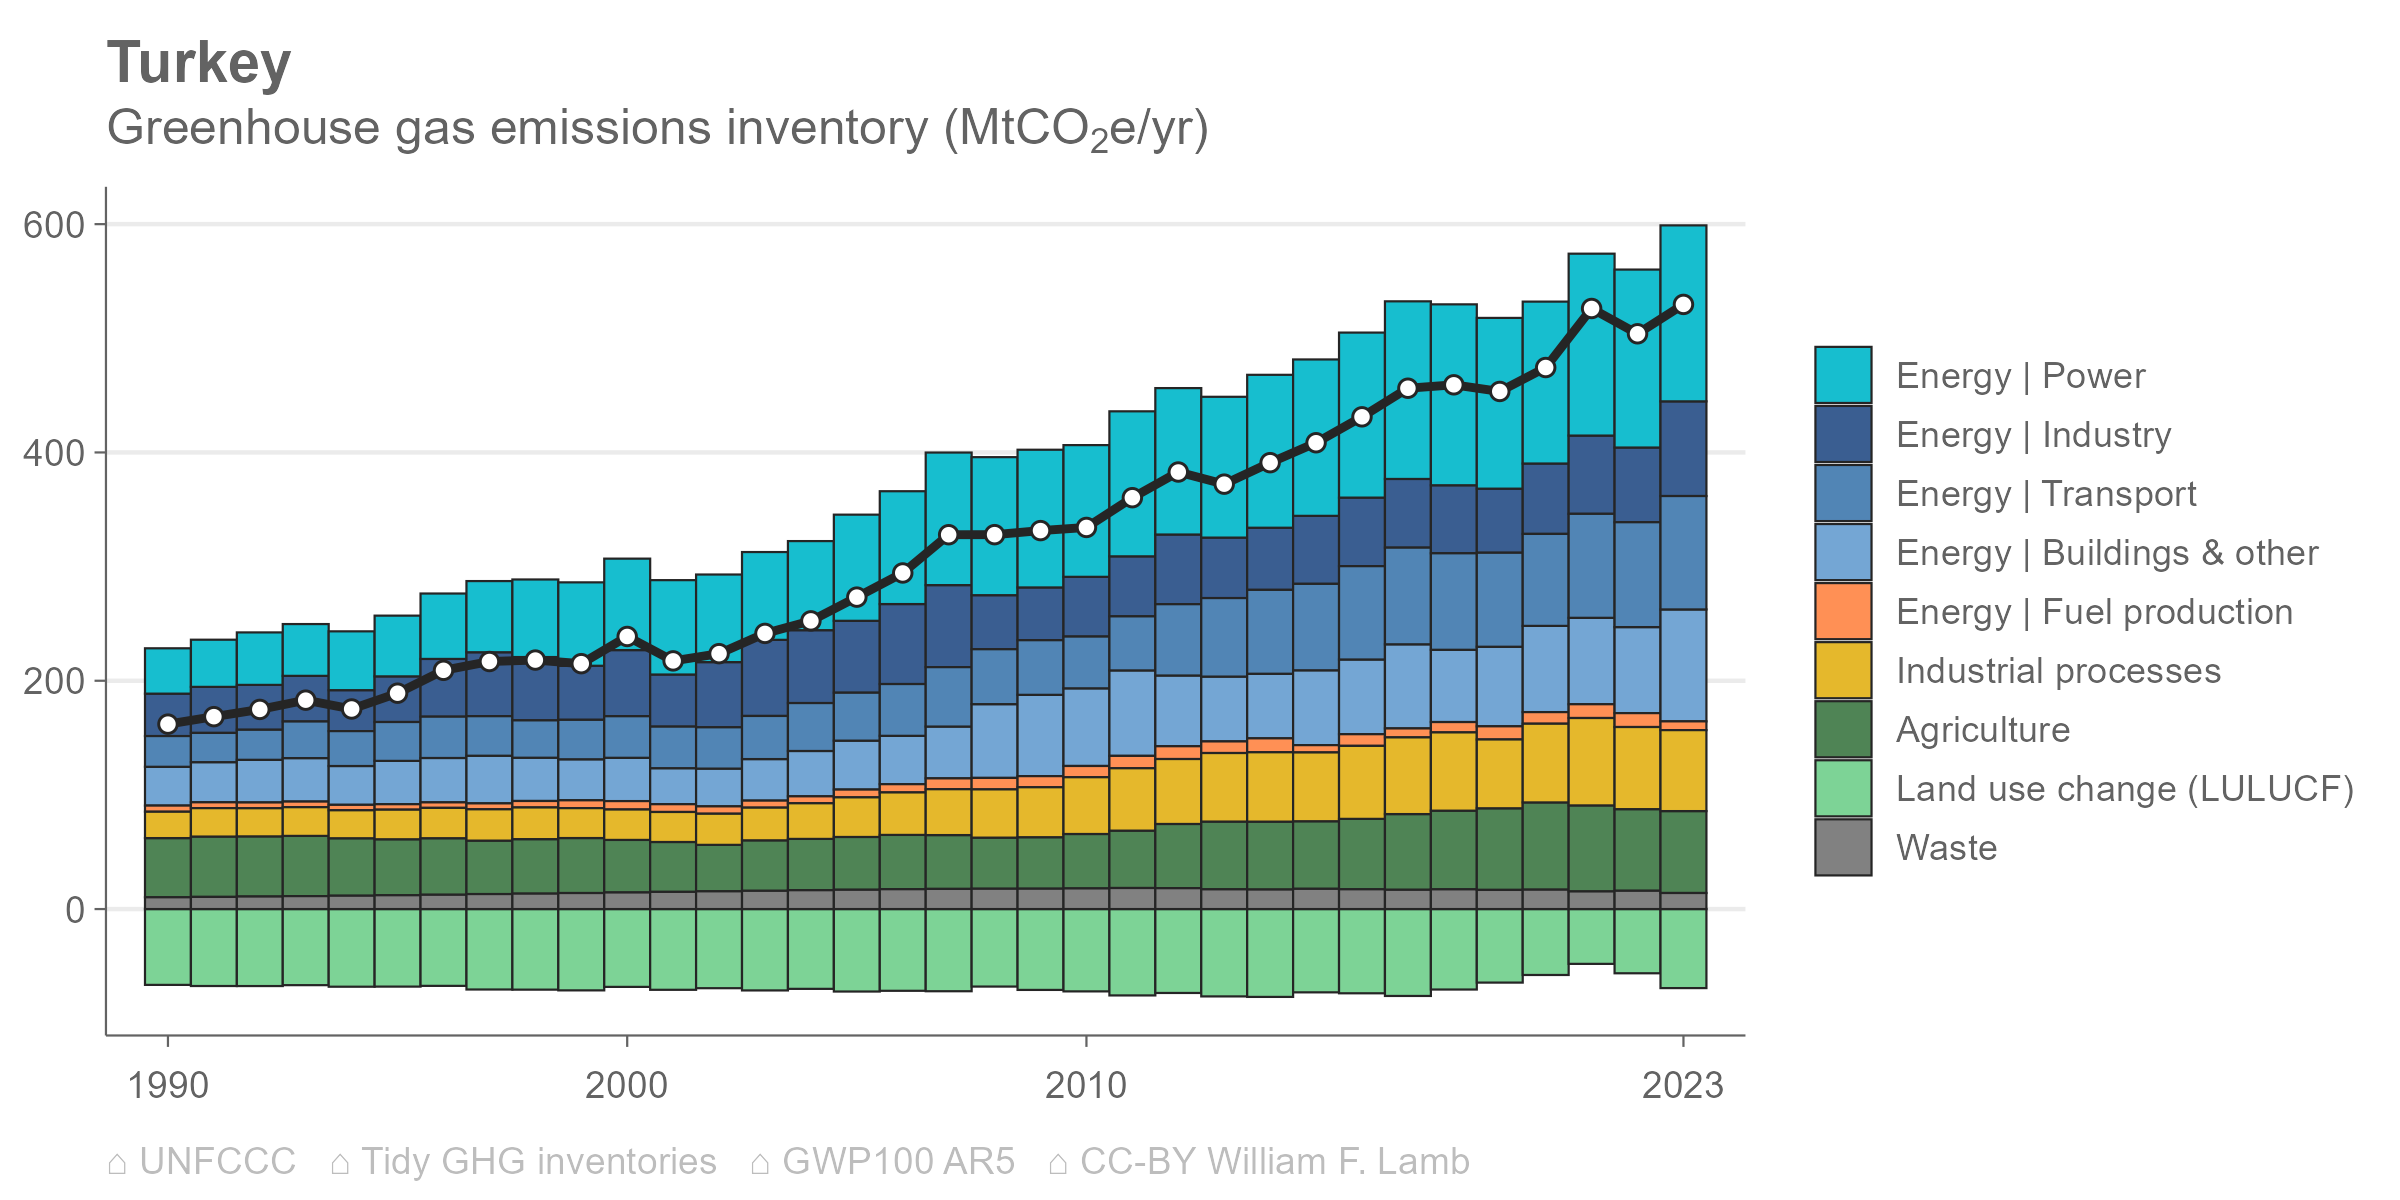 Turkey
Greenhouse gas emissions inventory (MtCO₂e/yr)
600
400
200
0
1990 2000 2010 2023
Energy | Power
Energy | Industry
Energy | Transport
Energy | Buildings & other
Energy | Fuel production
Industrial processes
Agriculture
Land use change (LULUCF)
Waste
⌂ UNFCCC ⌂ Tidy GHG inventories ⌂ GWP100 AR5 ⌂ CC-BY William F. Lamb